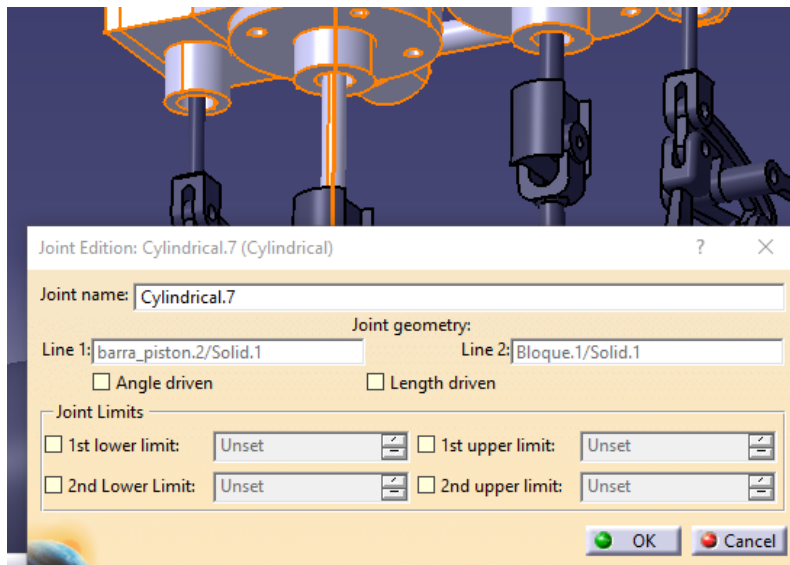 Joint Edition: Cylindrical.7 (Cylindrical) ? ×
Joint name: Cylindrical.7
Joint geometry:
Line 1: barra_piston.2/Solid.1 Line 2: Bloque.1/Solid.1
Angle driven Length driven
Joint Limits
1st lower limit: Unset 1st upper limit: Unset
2nd Lower Limit: Unset 2nd upper limit: Unset
OK Cancel